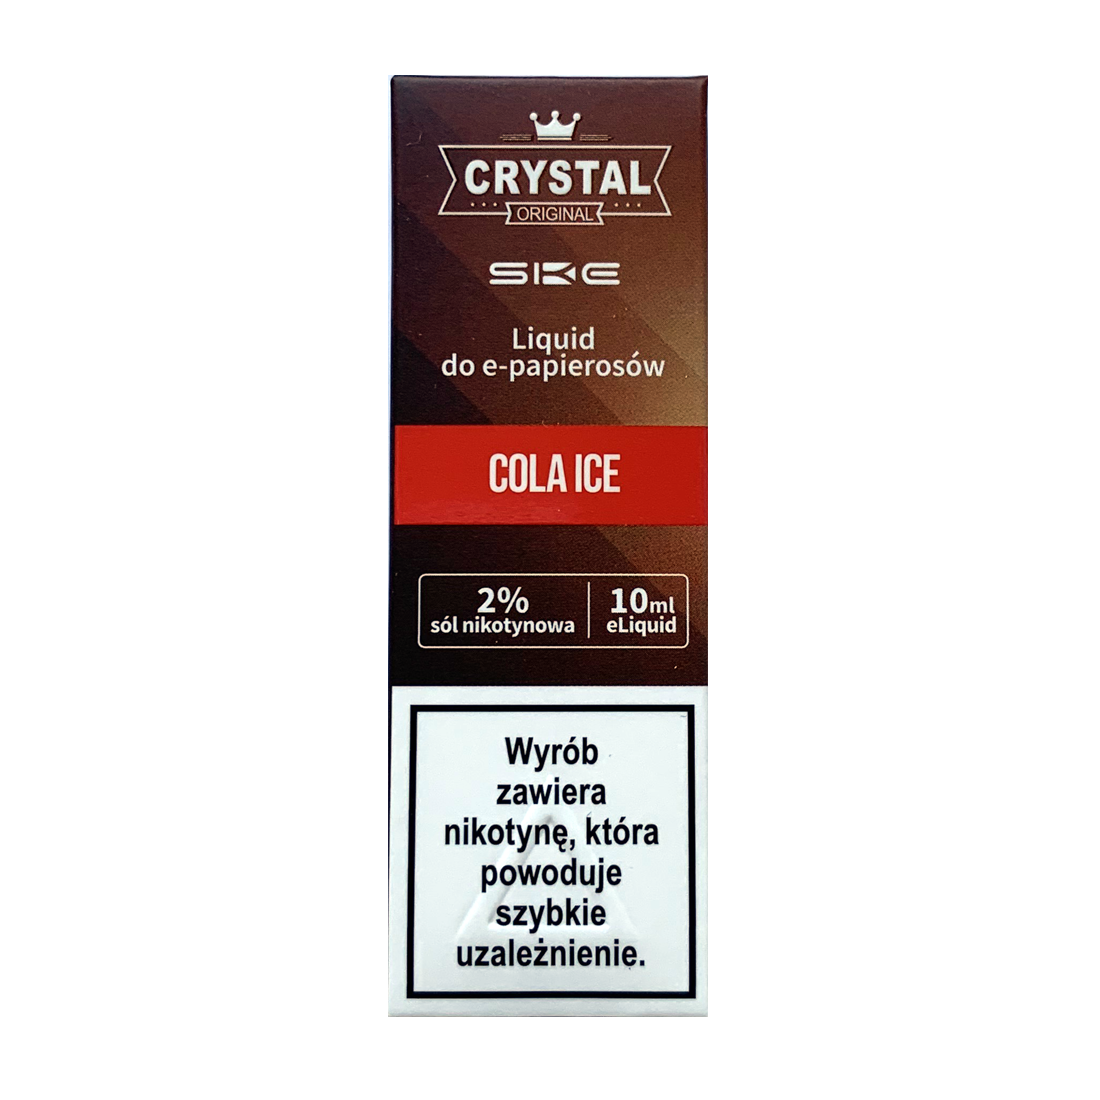 CRYSTAL
ORIGINAL
SKE
Liquid
do e-papierosów
COLA ICE
2%
sól nikotynowa
10ml
eLiquid
Wyrób
zawiera
nikotynę, która
powoduje
szybkie
uzależnienie.